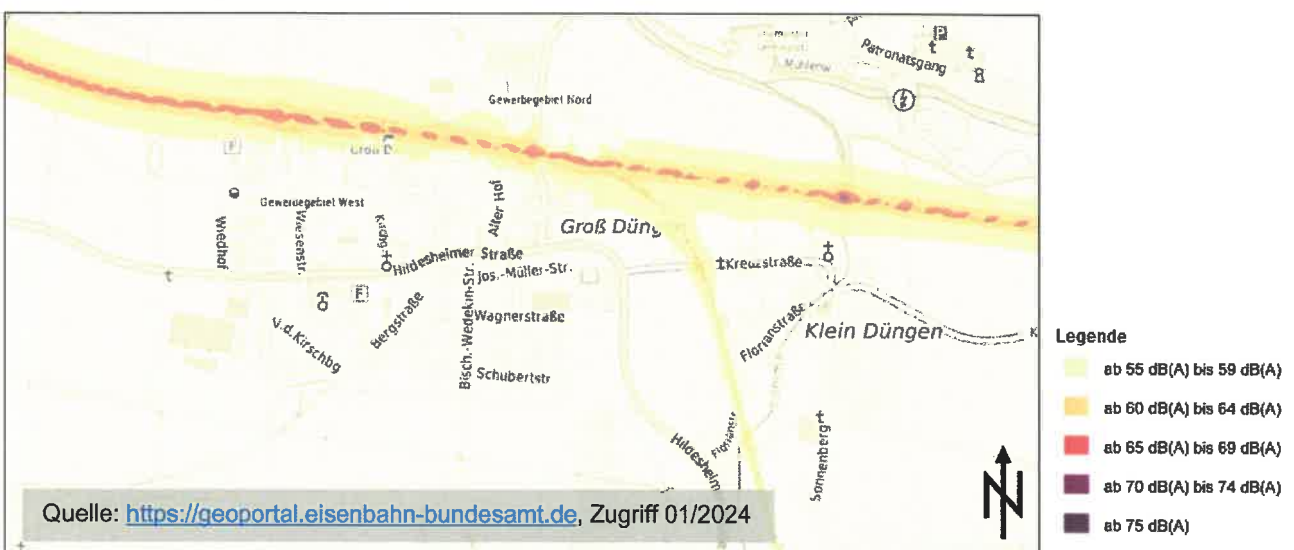 P
Patronatsgang
Gewerbegebiet Nord
F
Gewerbegebiet West
Alter Hof
Wiedhof
Wiesenstr.
Groß Düng
Hildesheimer Straße
Jos.-Müller-Str.
Kreuzstraße
F
Bergstraße
Bisch.-Wedekin-Str.
Wagnerstraße
Florianstraße
Klein Düngen
K
V.d.Kirschbg
Schubertstr
Hildesheim
Florianstr
Sonnenberg
N
Quelle: https://geoportal.eisenbahn-bundesamt.de, Zugriff 01/2024
Legende
ab 55 dB(A) bis 59 dB(A)
ab 60 dB(A) bis 64 dB(A)
ab 65 dB(A) bis 69 dB(A)
ab 70 dB(A) bis 74 dB(A)
ab 75 dB(A)